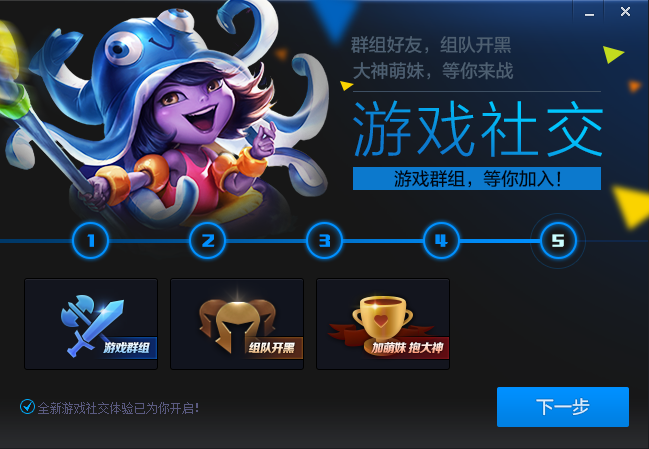 群组好友，组队开黑
大神萌妹，等你来战
游戏社交
游戏群组，等你加入！
1 2 3 4 5
游戏群组
组队开黑
加萌妹 抱大神
全新游戏社交体验已为你开启！
下一步